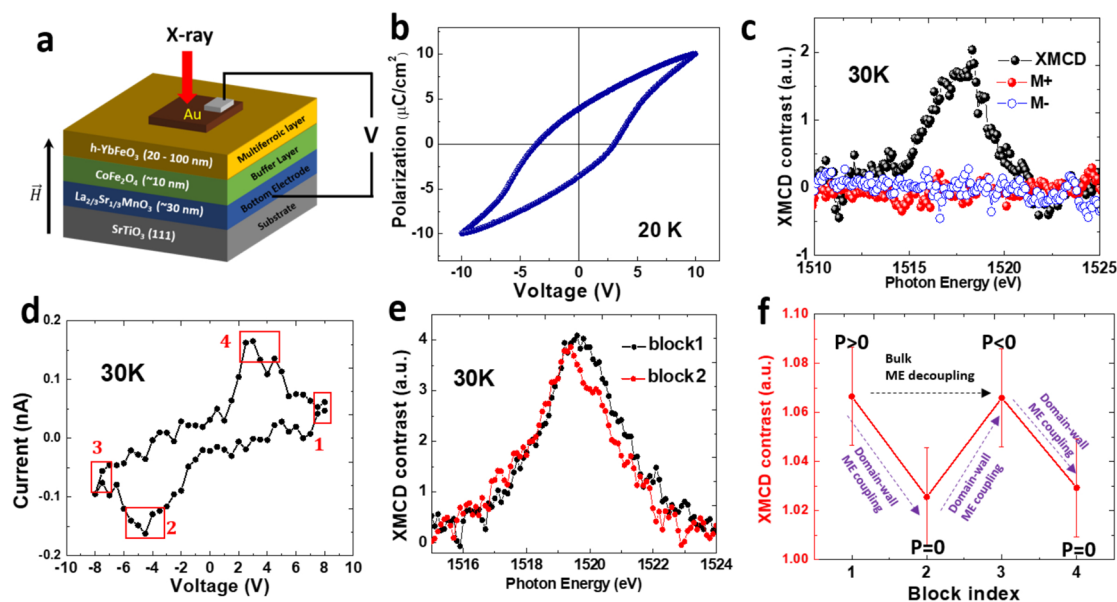 a
X-ray
Au
V
H
h-YbFeO3 (20 - 100 nm)
CoFe2O4 (~10 nm)
La2/3Sr1/3MnO3 (~30 nm)
SrTiO3 (111)
Multiferroic layer
Buffer Layer
Bottom Electrode
Substrate
b
Polarization (μC/cm²)
10
5
0
-5
-10
20 K
-10 -5 0 5 10
Voltage (V)
c
XMCD contrast (a.u.)
2
1
0
-1
30K
XMCD
M+
M-
1510 1515 1520 1525
Photon Energy (eV)
d
Current (nA)
0.2
0.1
0.0
-0.1
-0.2
30K
4
1
3
2
-10 -8 -6 -4 -2 0 2 4 6 8 10
Voltage (V)
e
XMCD contrast (a.u.)
4
3
2
1
0
30K
block1
block2
1516 1518 1520 1522 1524
Photon Energy (eV)
f
XMCD contrast (a.u.)
1.10
1.08
1.06
1.04
1.02
1.00
P>0
Bulk
ME decoupling
P<0
Domain-wall
ME coupling
Domain-wall
ME coupling
Domain-wall
ME coupling
P=0
P=0
1 2 3 4
Block index